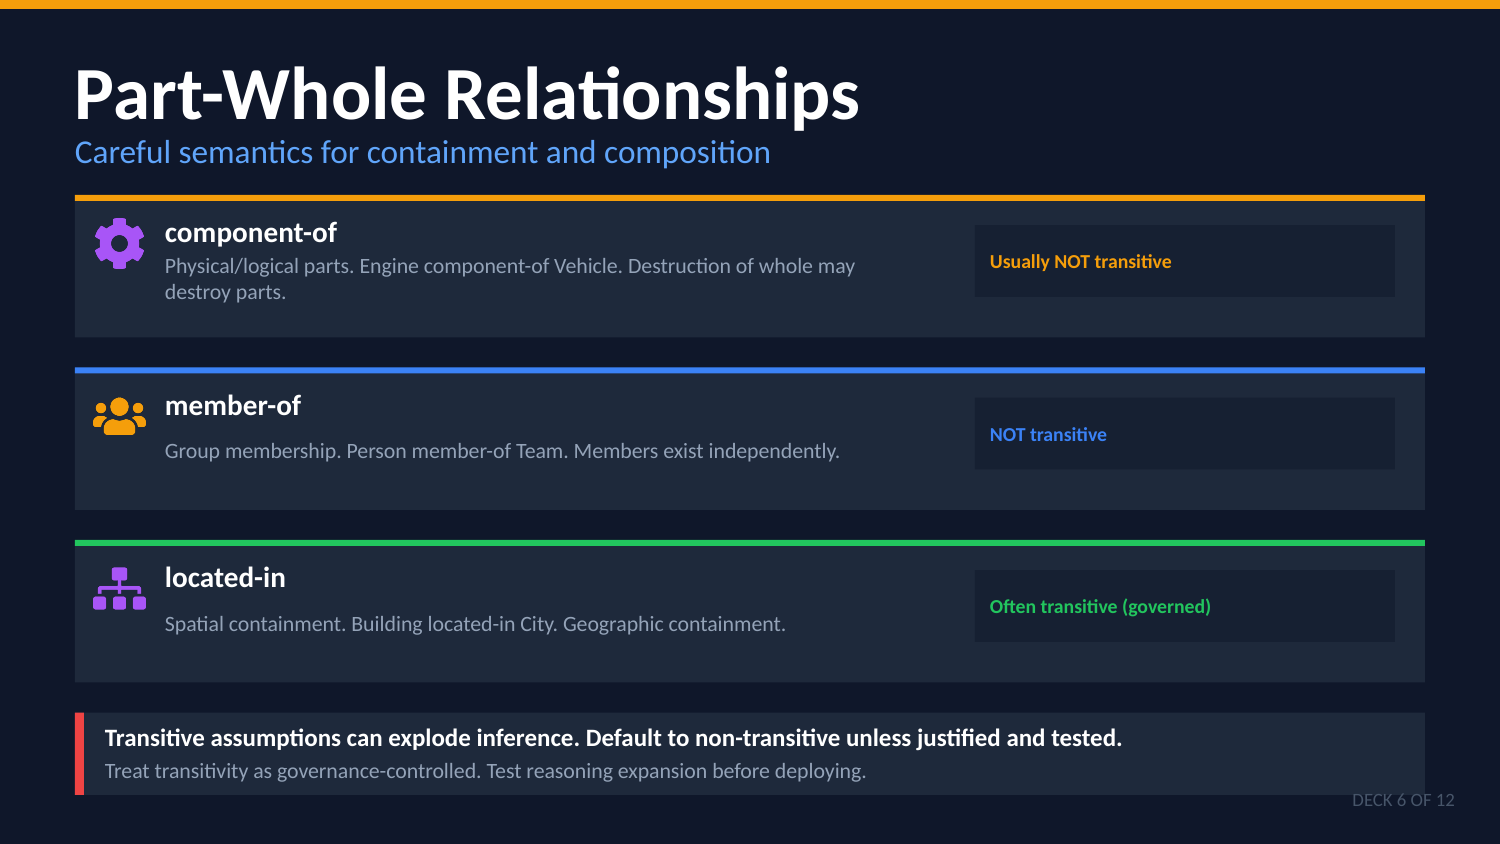 Part-Whole Relationships
Careful semantics for containment and composition
component-of
Physical/logical parts. Engine component-of Vehicle. Destruction of whole may
destroy parts.
Usually NOT transitive
member-of
Group membership. Person member-of Team. Members exist independently.
NOT transitive
located-in
Spatial containment. Building located-in City. Geographic containment.
Often transitive (governed)
Transitive assumptions can explode inference. Default to non-transitive unless justified and tested.
Treat transitivity as governance-controlled. Test reasoning expansion before deploying.
DECK 6 OF 12